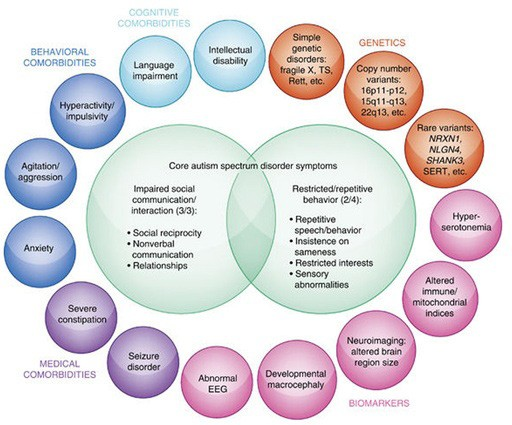 COGNITIVE
COMORBIDITIES
Language
impairment
Intellectual
disability
GENETICS
Simple
genetic
disorders:
fragile X, TS,
Rett, etc.
Copy number
variants:
16p11-p12,
15q11-q13,
22q13, etc.
Rare variants:
NRXN1,
NLGN4,
SHANK3,
SERT, etc.
BEHAVIORAL
COMORBIDITIES
Hyperactivity/
impulsivity
Agitation/
aggression
Anxiety
Core autism spectrum disorder symptoms
Impaired social
communication/
interaction (3/3):
• Social reciprocity
• Nonverbal
communication
• Relationships
Restricted/repetitive
behavior (2/4):
• Repetitive
speech/behavior
• Insistence on
sameness
• Restricted interests
• Sensory
abnormalities
Hyper-
serotonemia
Altered
immune/
mitochondrial
indices
Neuroimaging:
altered brain
region size
Developmental
macrocephaly
Abnormal
EEG
BIOMARKERS
Severe
constipation
Seizure
disorder
MEDICAL
COMORBIDITIES